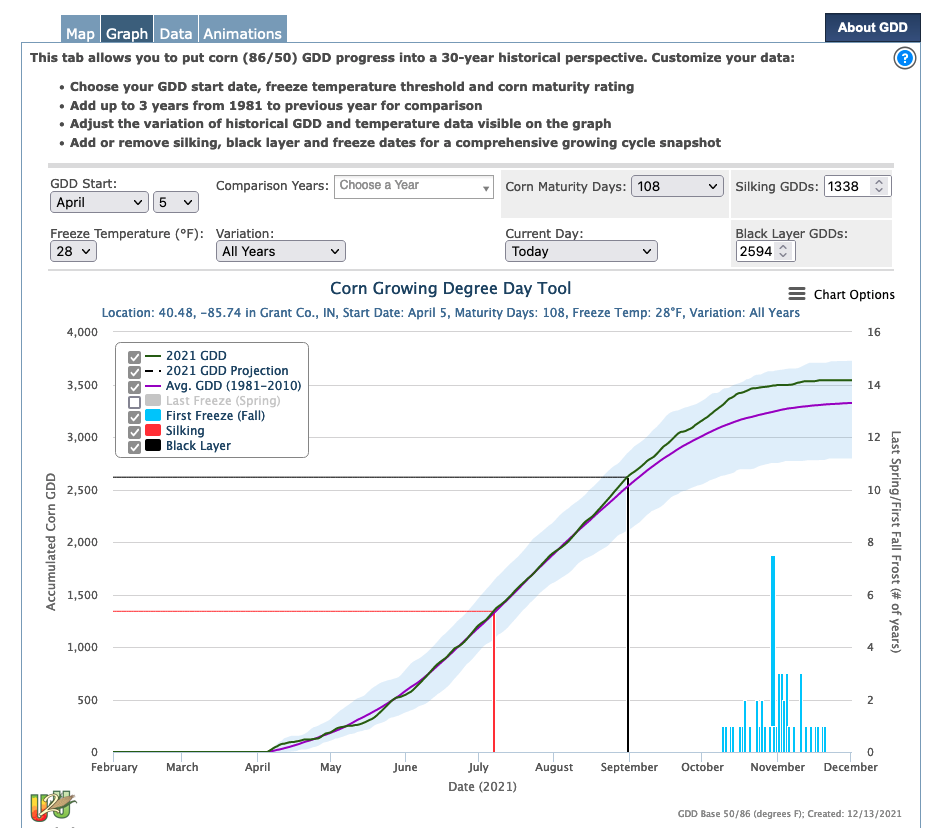 Map Graph Data Animations
About GDD
This tab allows you to put corn (86/50) GDD progress into a 30-year historical perspective. Customize your data:
?
• Choose your GDD start date, freeze temperature threshold and corn maturity rating
• Add up to 3 years from 1981 to previous year for comparison
• Adjust the variation of historical GDD and temperature data visible on the graph
• Add or remove silking, black layer and freeze dates for a comprehensive growing cycle snapshot
GDD Start:
April 5
Comparison Years: Choose a Year
Corn Maturity Days: 108
Silking GDDs: 1338
Freeze Temperature (°F):
28
Variation:
All Years
Current Day:
Today
Black Layer GDDs:
2594
Corn Growing Degree Day Tool
Chart Options
Location: 40.48, -85.74 in Grant Co., IN, Start Date: April 5, Maturity Days: 108, Freeze Temp: 28°F, Variation: All Years
2021 GDD
2021 GDD Projection
Avg. GDD (1981-2010)
Last Freeze (Spring)
First Freeze (Fall)
Silking
Black Layer
Accumulated Corn GDD
4,000
3,500
3,000
2,500
2,000
1,500
1,000
500
0
16
14
12
10
8
6
4
2
0
Last Spring/First Fall Frost (# of years)
February March April May June July August September October November December
Date (2021)
U2U
GDD Base 50/86 (degrees F); Created: 12/13/2021